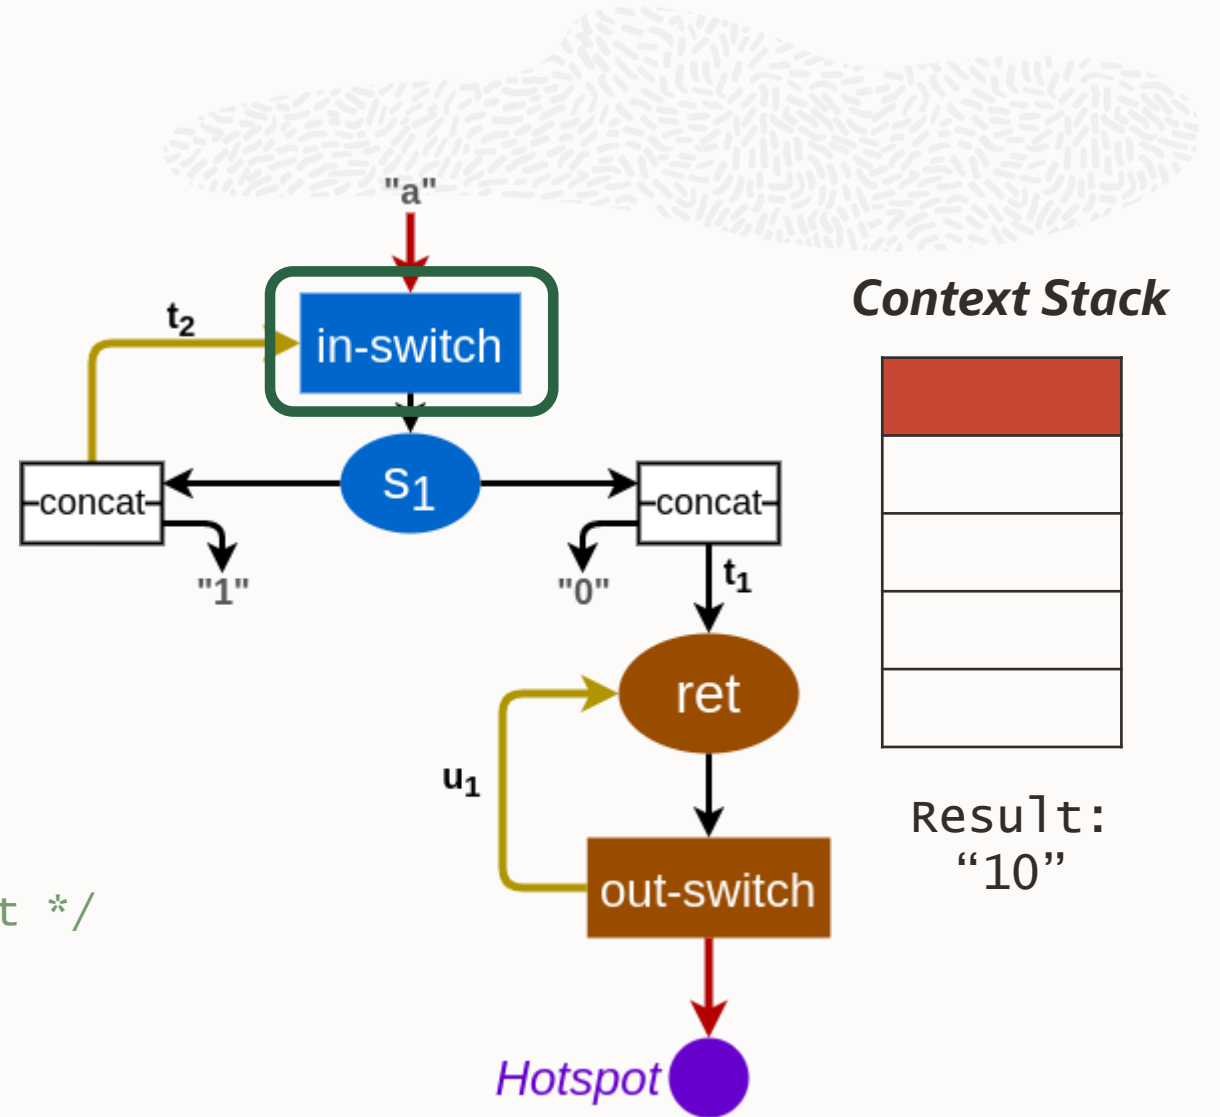 "a"
Context Stack
t2
in-switch
concat
s1
concat
"1"
"0"
t1
ret
u1
Result:
“10”
out-switch
t */
Hotspot